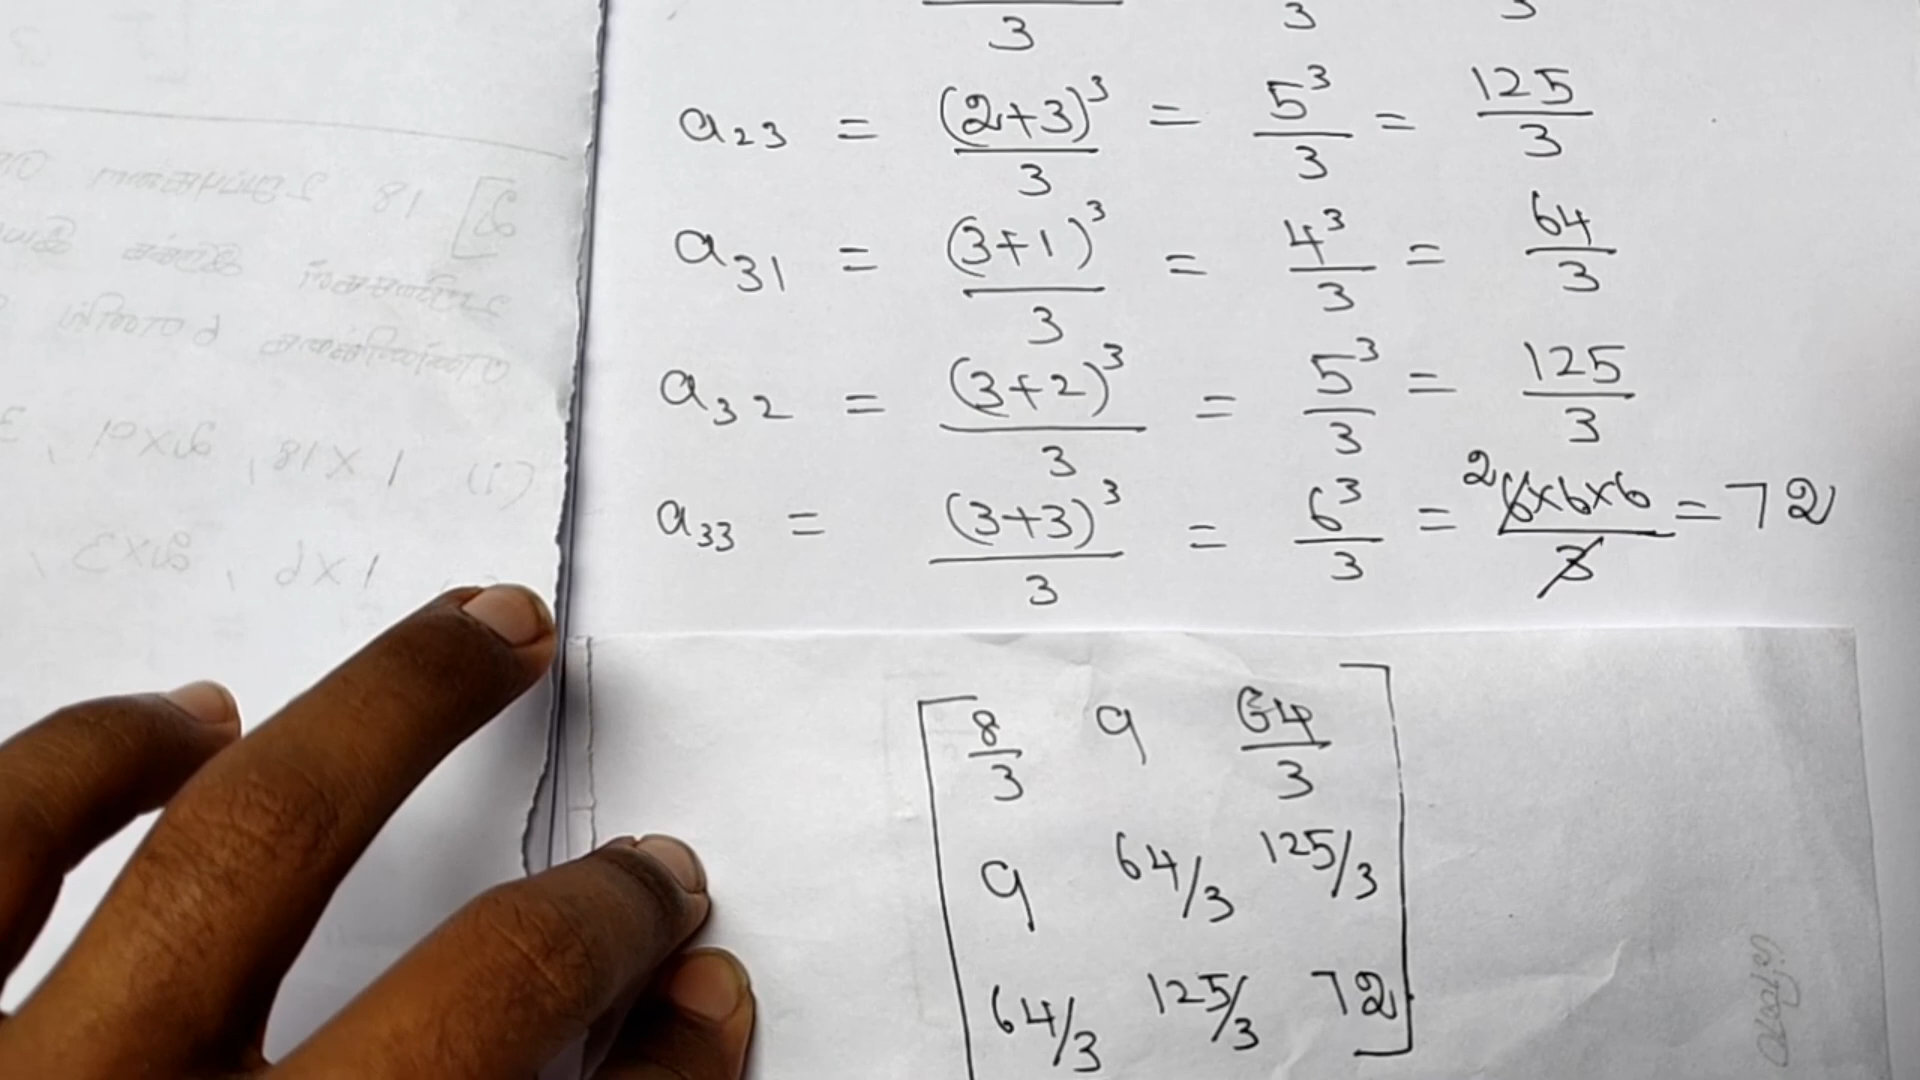 3 3 3
a₂₃ = (2+3)³/3 = 5³/3 = 125/3
a₃₁ = (3+1)³/3 = 4³/3 = 64/3
a₃₂ = (3+2)³/3 = 5³/3 = 125/3
a₃₃ = (3+3)³/3 = 6³/3 = ²6×6×6/3 = 72
8/3 9 64/3
9 64/3 125/3
64/3 125/3 72